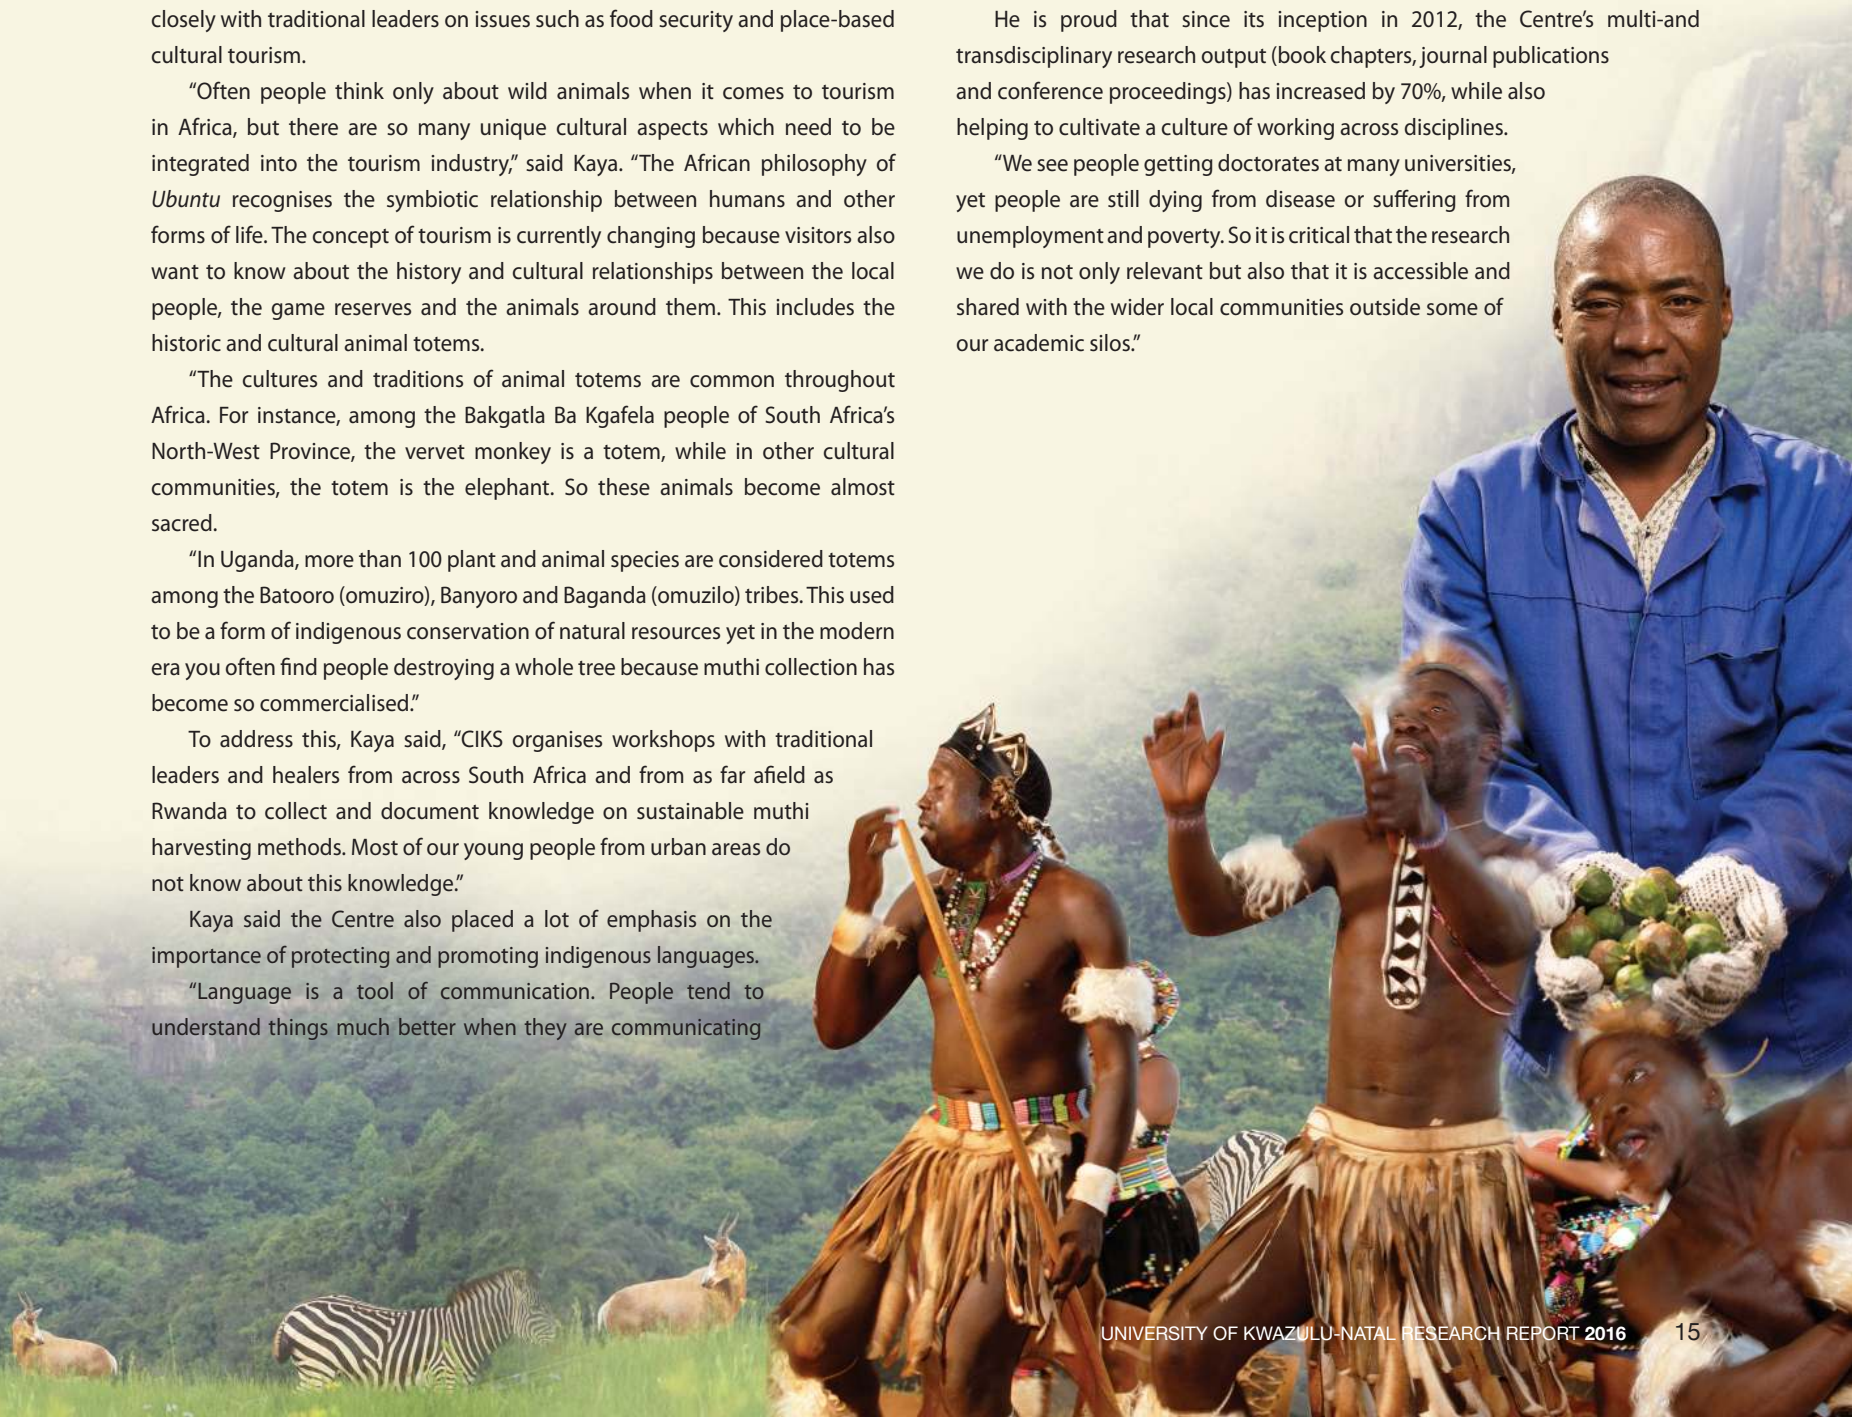 closely with traditional leaders on issues such as food security and place-based
cultural tourism.
“Often people think only about wild animals when it comes to tourism
in Africa, but there are so many unique cultural aspects which need to be
integrated into the tourism industry,” said Kaya. “The African philosophy of
Ubuntu recognises the symbiotic relationship between humans and other
forms of life. The concept of tourism is currently changing because visitors also
want to know about the history and cultural relationships between the local
people, the game reserves and the animals around them. This includes the
historic and cultural animal totems.
“The cultures and traditions of animal totems are common throughout
Africa. For instance, among the Bakgatla Ba Kgafela people of South Africa’s
North-West Province, the vervet monkey is a totem, while in other cultural
communities, the totem is the elephant. So these animals become almost
sacred.
“In Uganda, more than 100 plant and animal species are considered totems
among the Batooro (omuziro), Banyoro and Baganda (omuzilo) tribes. This used
to be a form of indigenous conservation of natural resources yet in the modern
era you often find people destroying a whole tree because muthi collection has
become so commercialised.”
To address this, Kaya said, “CIKS organises workshops with traditional
leaders and healers from across South Africa and from as far afield as
Rwanda to collect and document knowledge on sustainable muthi
harvesting methods. Most of our young people from urban areas do
not know about this knowledge.”
Kaya said the Centre also placed a lot of emphasis on the
importance of protecting and promoting indigenous languages.
“Language is a tool of communication. People tend to
understand things much better when they are communicating
He is proud that since its inception in 2012, the Centre’s multi-and
transdisciplinary research output (book chapters, journal publications
and conference proceedings) has increased by 70%, while also
helping to cultivate a culture of working across disciplines.
“We see people getting doctorates at many universities,
yet people are still dying from disease or suffering from
unemployment and poverty. So it is critical that the research
we do is not only relevant but also that it is accessible and
shared with the wider local communities outside some of
our academic silos.”
UNIVERSITY OF KWAZULU-NATAL RESEARCH REPORT 2016 15